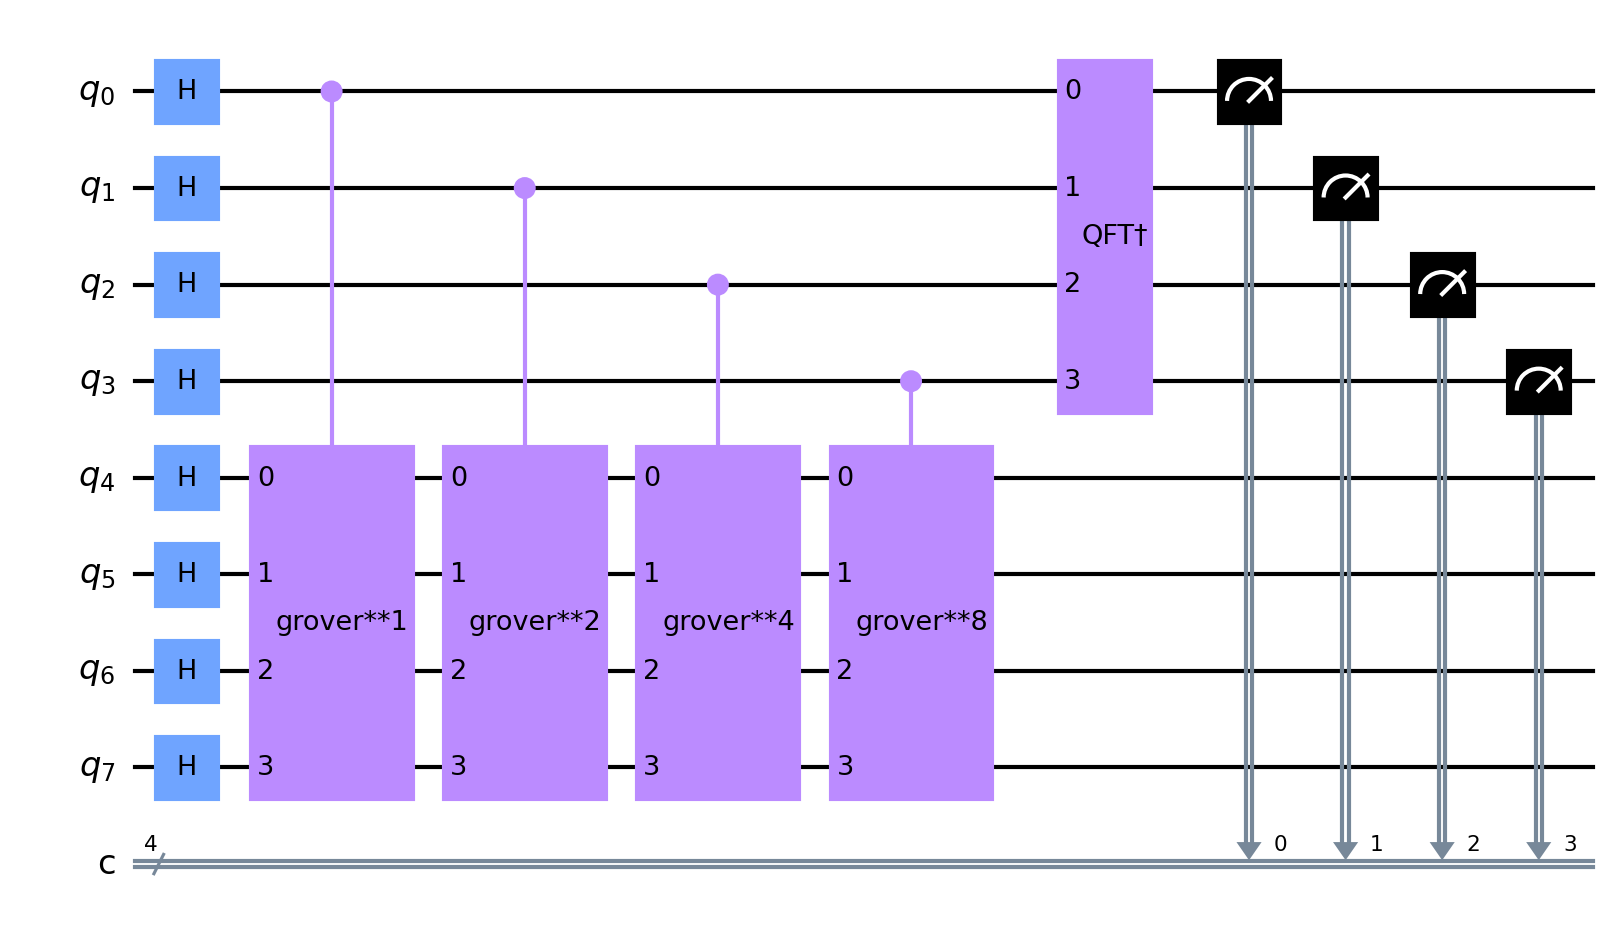 q0 H 0
q1 H 1
QFT†
q2 H 2
q3 H 3
q4 H 0 0 0 0
q5 H 1 1 1 1
grover**1 grover**2 grover**4 grover**8
q6 H 2 2 2 2
q7 H 3 3 3 3
4 0 1 2 3
c